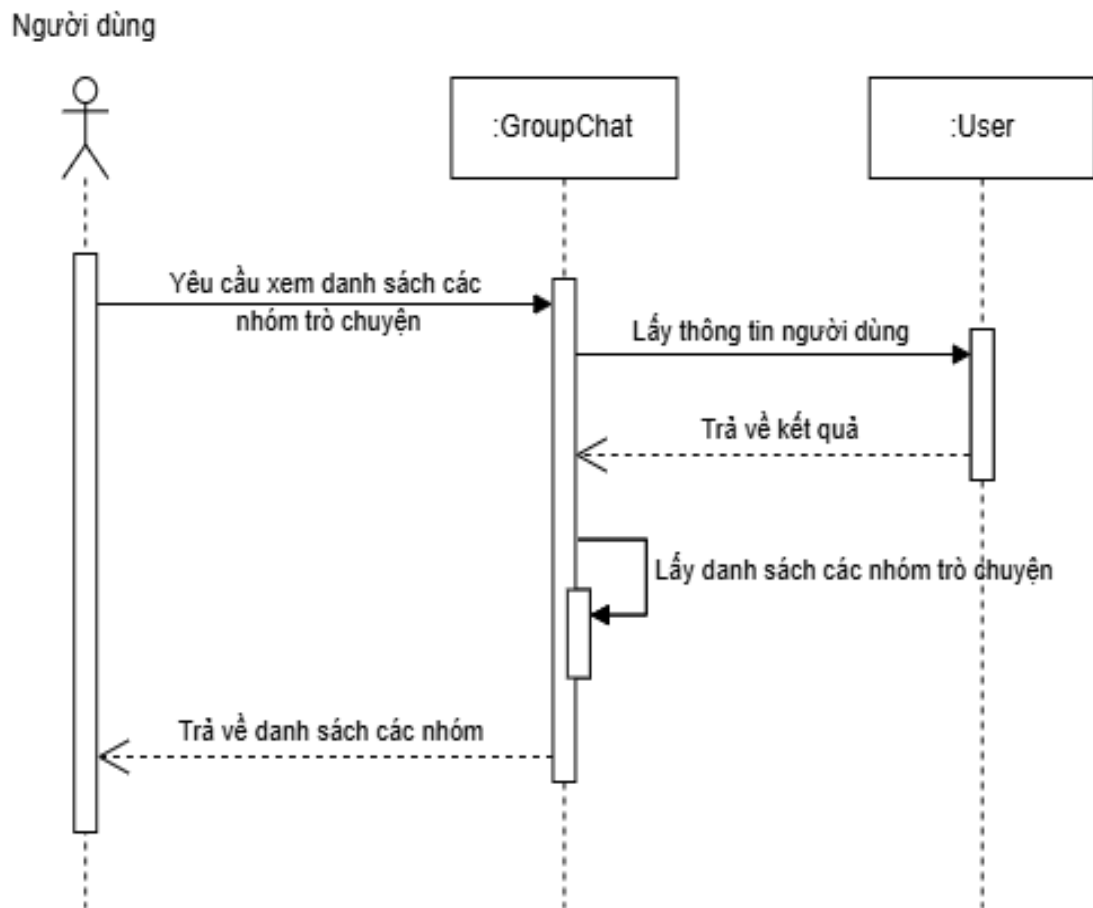 Người dùng
:GroupChat
:User
Yêu cầu xem danh sách các
nhóm trò chuyện
Lấy thông tin người dùng
Trả về kết quả
Lấy danh sách các nhóm trò chuyện
Trả về danh sách các nhóm